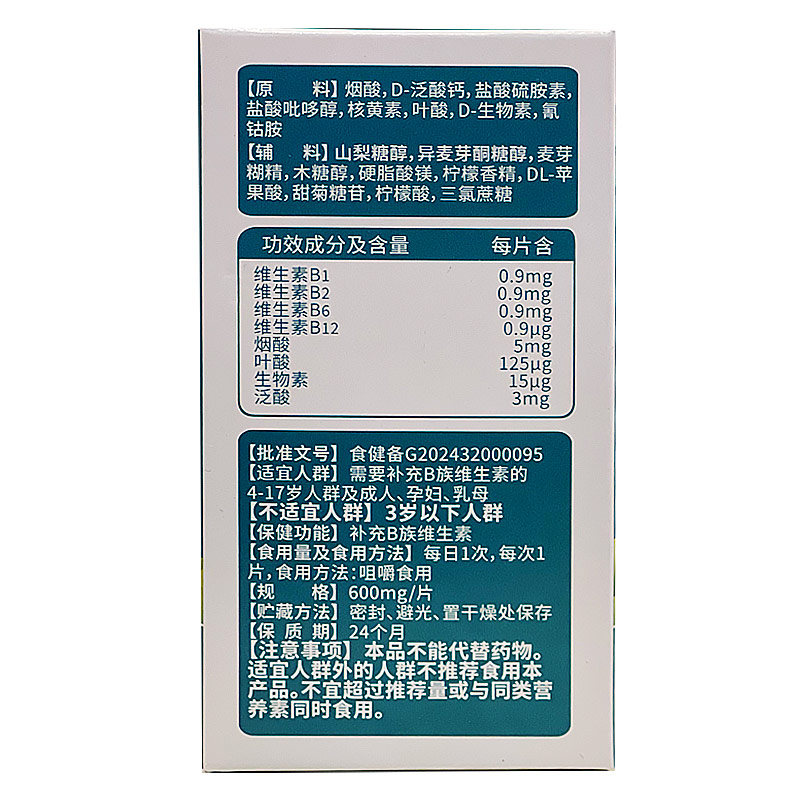 【原　　料】烟酸，D-泛酸钙，盐酸硫胺素，
盐酸吡哆醇，核黄素，叶酸，D-生物素，氰
钴胺
【辅　　料】山梨糖醇，异麦芽酮糖醇，麦芽
糊精，木糖醇，硬脂酸镁，柠檬香精，DL-苹
果酸，甜菊糖苷，柠檬酸，三氯蔗糖
功效成分及含量　每片含
维生素B1　0.9mg
维生素B2　0.9mg
维生素B6　0.9mg
维生素B12　0.9μg
烟酸　5mg
叶酸　125μg
生物素　15μg
泛酸　3mg
【批准文号】食健备G202432000095
【适宜人群】需要补充B族维生素的
4-17岁人群及成人、孕妇、乳母
【不适宜人群】3岁以下人群
【保健功能】补充B族维生素
【食用量及食用方法】每日1次，每次1
片，食用方法：咀嚼食用
【规　　格】600mg/片
【贮藏方法】密封、避光、置干燥处保存
【保 质 期】24个月
【注意事项】本品不能代替药物。
适宜人群外的人群不推荐食用本
产品。不宜超过推荐量或与同类营
养素同时食用。